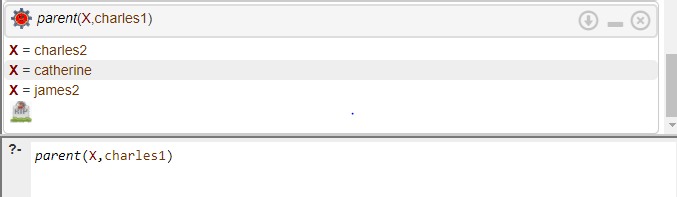 parent(X,charles1)
X = charles2
X = catherine
X = james2
?- parent(X,charles1)